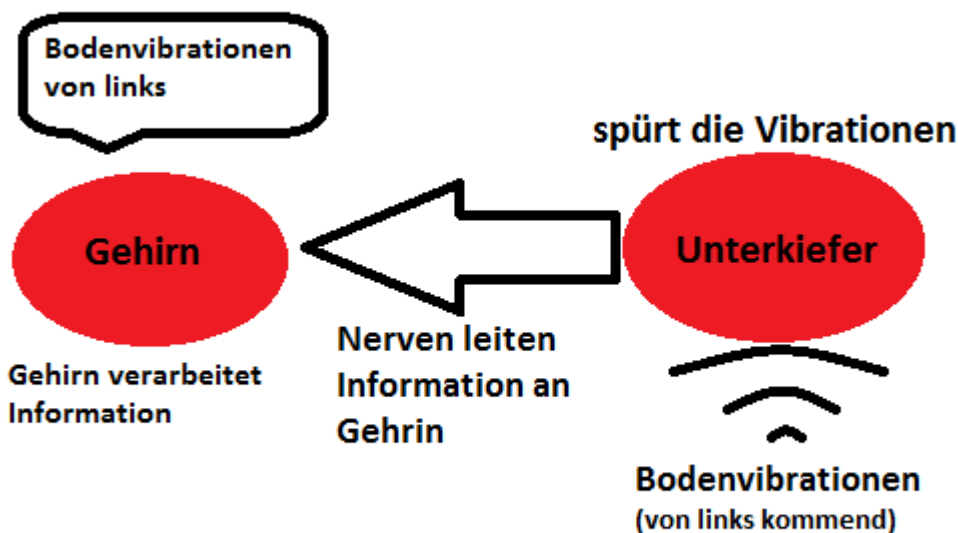 Bodenvibrationen
von links
spürt die Vibrationen
Gehirn
Unterkiefer
Nerven leiten
Information an
Gehrin
Gehirn verarbeitet
Information
Bodenvibrationen
(von links kommend)